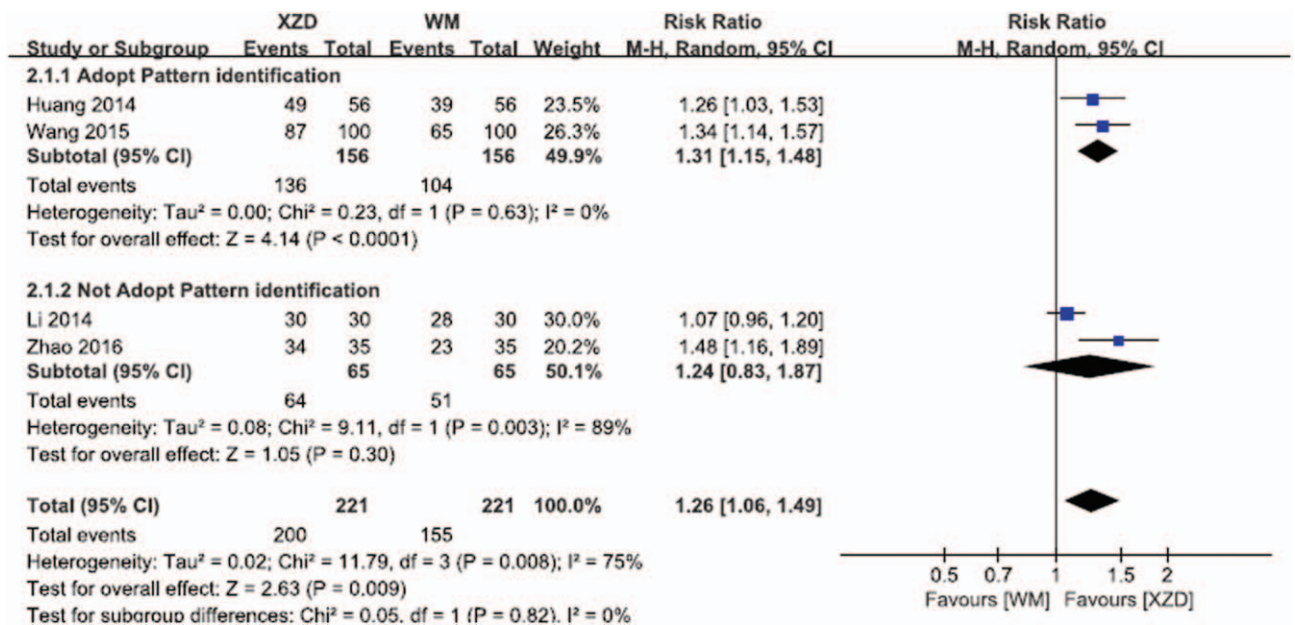 XZD WM Risk Ratio Risk Ratio
Study or Subgroup Events Total Events Total Weight M-H, Random, 95% CI M-H, Random, 95% CI
2.1.1 Adopt Pattern identification
Huang 2014 49 56 39 56 23.5% 1.26 [1.03, 1.53]
Wang 2015 87 100 65 100 26.3% 1.34 [1.14, 1.57]
Subtotal (95% CI) 156 156 49.9% 1.31 [1.15, 1.48]
Total events 136 104
Heterogeneity: Tau² = 0.00; Chi² = 0.23, df = 1 (P = 0.63); I² = 0%
Test for overall effect: Z = 4.14 (P < 0.0001)
2.1.2 Not Adopt Pattern identification
Li 2014 30 30 28 30 30.0% 1.07 [0.96, 1.20]
Zhao 2016 34 35 23 35 20.2% 1.48 [1.16, 1.89]
Subtotal (95% CI) 65 65 50.1% 1.24 [0.83, 1.87]
Total events 64 51
Heterogeneity: Tau² = 0.08; Chi² = 9.11, df = 1 (P = 0.003); I² = 89%
Test for overall effect: Z = 1.05 (P = 0.30)
Total (95% CI) 221 221 100.0% 1.26 [1.06, 1.49]
Total events 200 155
Heterogeneity: Tau² = 0.02; Chi² = 11.79, df = 3 (P = 0.008); I² = 75%
Test for overall effect: Z = 2.63 (P = 0.009)
Test for subgroup differences: Chi² = 0.05, df = 1 (P = 0.82), I² = 0%
0.5 0.7 1 1.5 2
Favours [WM] Favours [XZD]